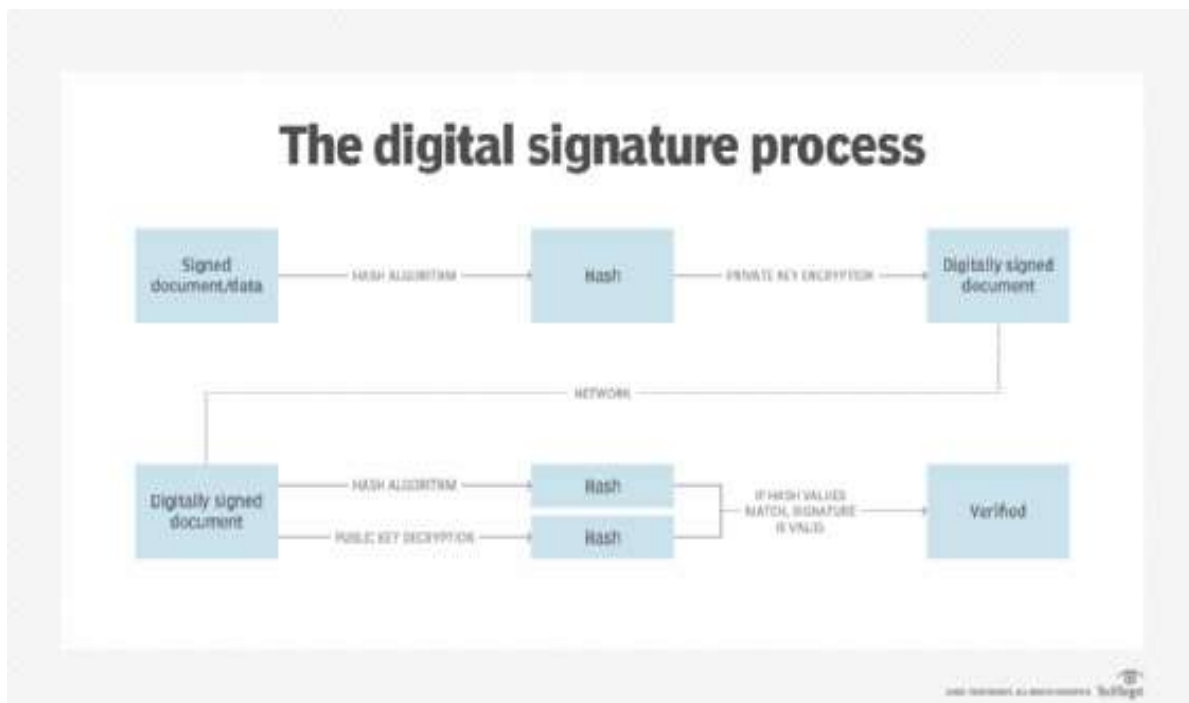 The digital signature process
Signed
document/data
HASH ALGORITHM
Hash
PRIVATE KEY ENCRYPTION
Digitally signed
document
NETWORK
Digitally signed
document
HASH ALGORITHM
Hash
PUBLIC KEY DECRYPTION
Hash
IF HASH VALUES
MATCH, SIGNATURE
IS VALID
Verified
TechTarget